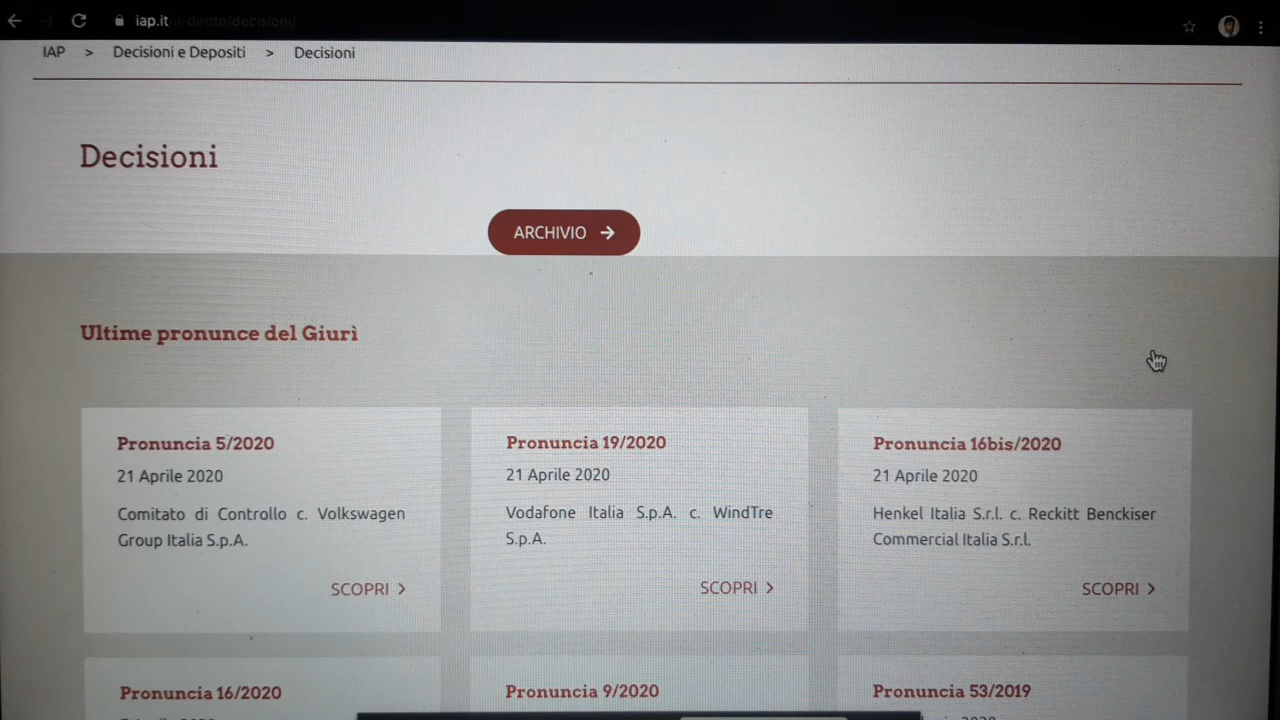 iap.it
IAP > Decisioni e Depositi > Decisioni
Decisioni
ARCHIVIO →
Ultime pronunce del Giurì
Pronuncia 5/2020
21 Aprile 2020
Comitato di Controllo c. Volkswagen
Group Italia S.p.A.
SCOPRI >
Pronuncia 19/2020
21 Aprile 2020
Vodafone Italia S.p.A. c. WindTre
S.p.A.
SCOPRI >
Pronuncia 16bis/2020
21 Aprile 2020
Henkel Italia S.r.l. c. Reckitt Benckiser
Commercial Italia S.r.l.
SCOPRI >
Pronuncia 16/2020
Pronuncia 9/2020
Pronuncia 53/2019